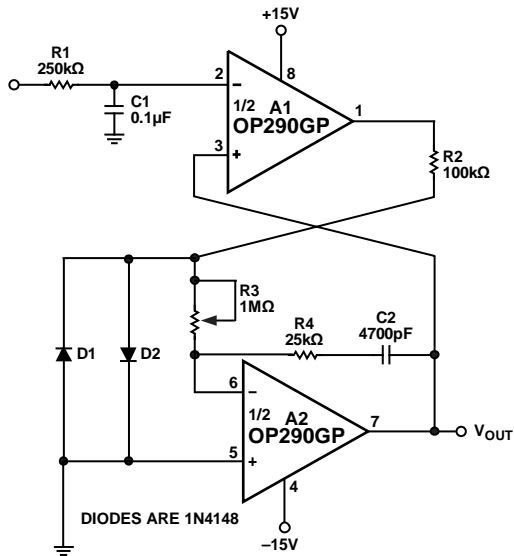 +15V
R1
250kΩ
2
–
8
C1
0.1µF
1/2 A1
OP290GP
1
3
+
R2
100kΩ
R3
1MΩ
R4
25kΩ
C2
4700pF
D1
D2
6
–
1/2 A2
OP290GP
7
VOUT
5
+
4
DIODES ARE 1N4148
–15V